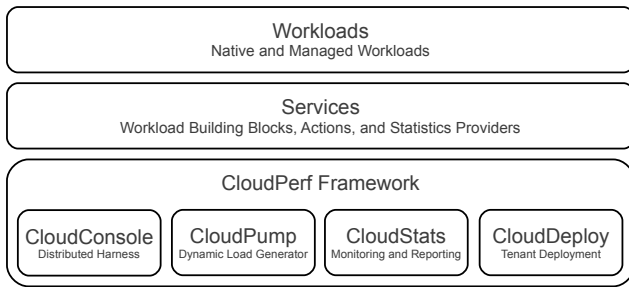 Workloads
Native and Managed Workloads
Services
Workload Building Blocks, Actions, and Statistics Providers
CloudPerf Framework
CloudConsole
Distributed Harness
CloudPump
Dynamic Load Generator
CloudStats
Monitoring and Reporting
CloudDeploy
Tenant Deployment